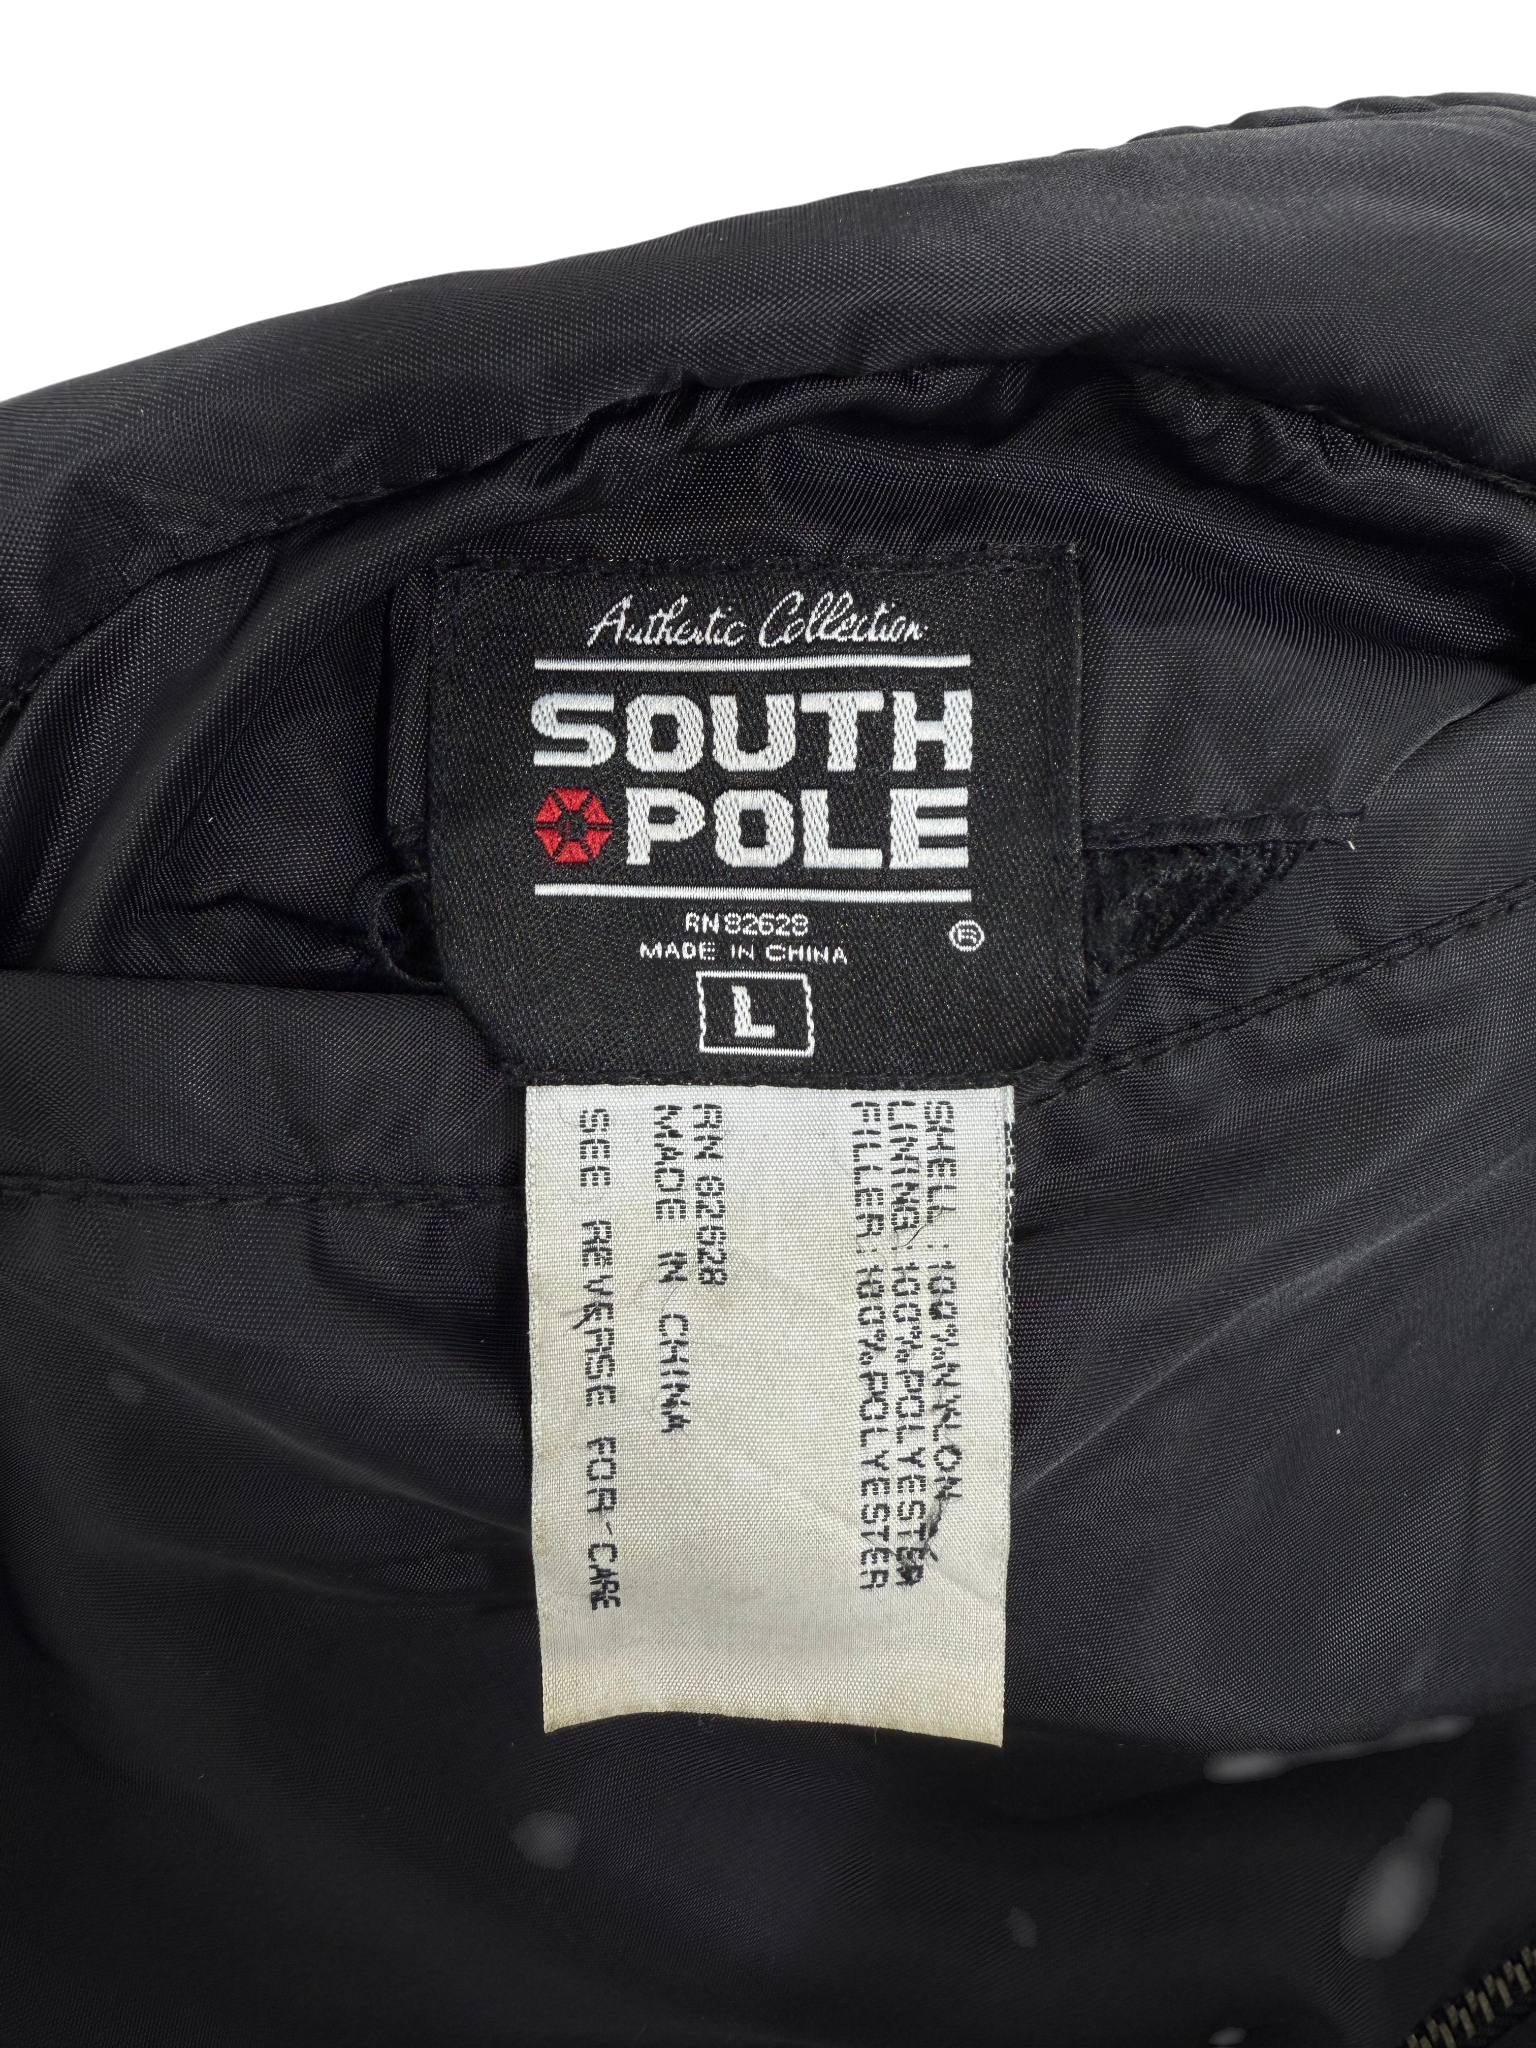 Authentic Collection
SOUTH
POLE
RN 82628
MADE IN CHINA
®
L
SHELL:100%NYLON
LINING:100%POLYESTER
FILLER:100%POLYESTER
RN 82628
MADE IN CHINA
SEE REVERSE FOR CARE